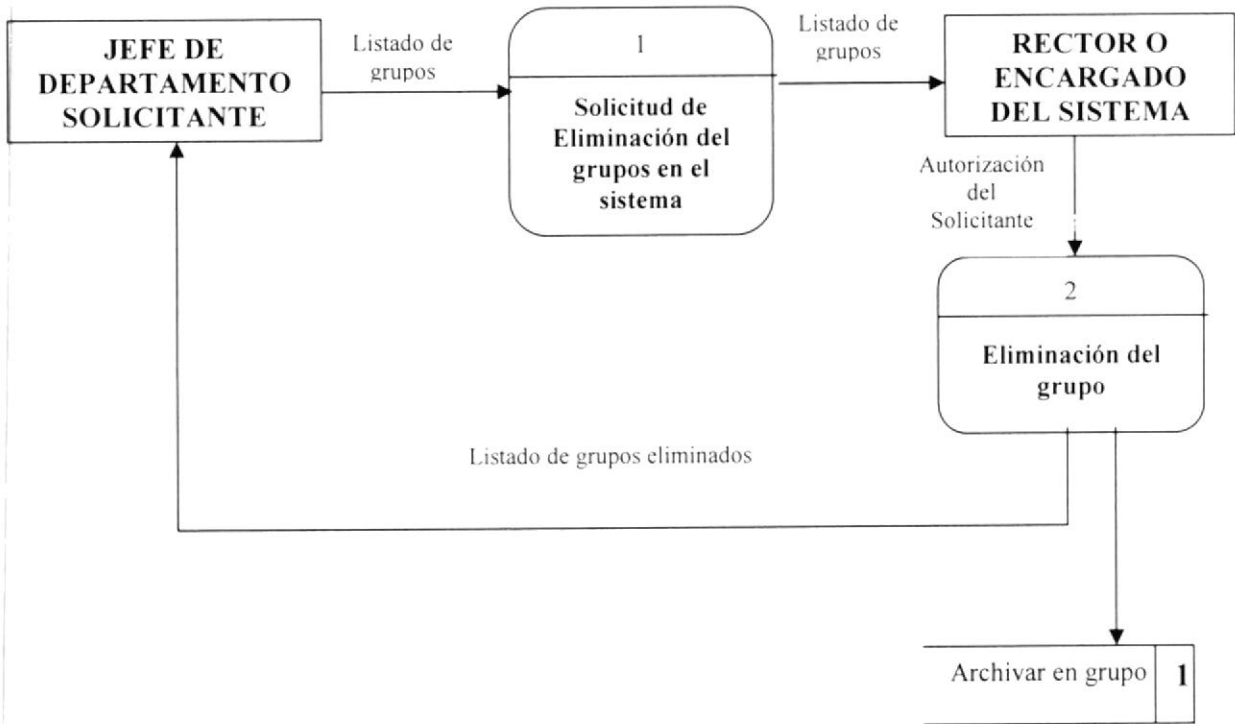 JEFE DE
DEPARTAMENTO
SOLICITANTE
Listado de
grupos
1
Solicitud de
Eliminación del
grupos en el
sistema
Listado de
grupos
RECTOR O
ENCARGADO
DEL SISTEMA
Autorización
del
Solicitante
2
Eliminación del
grupo
Listado de grupos eliminados
Archivar en grupo
1